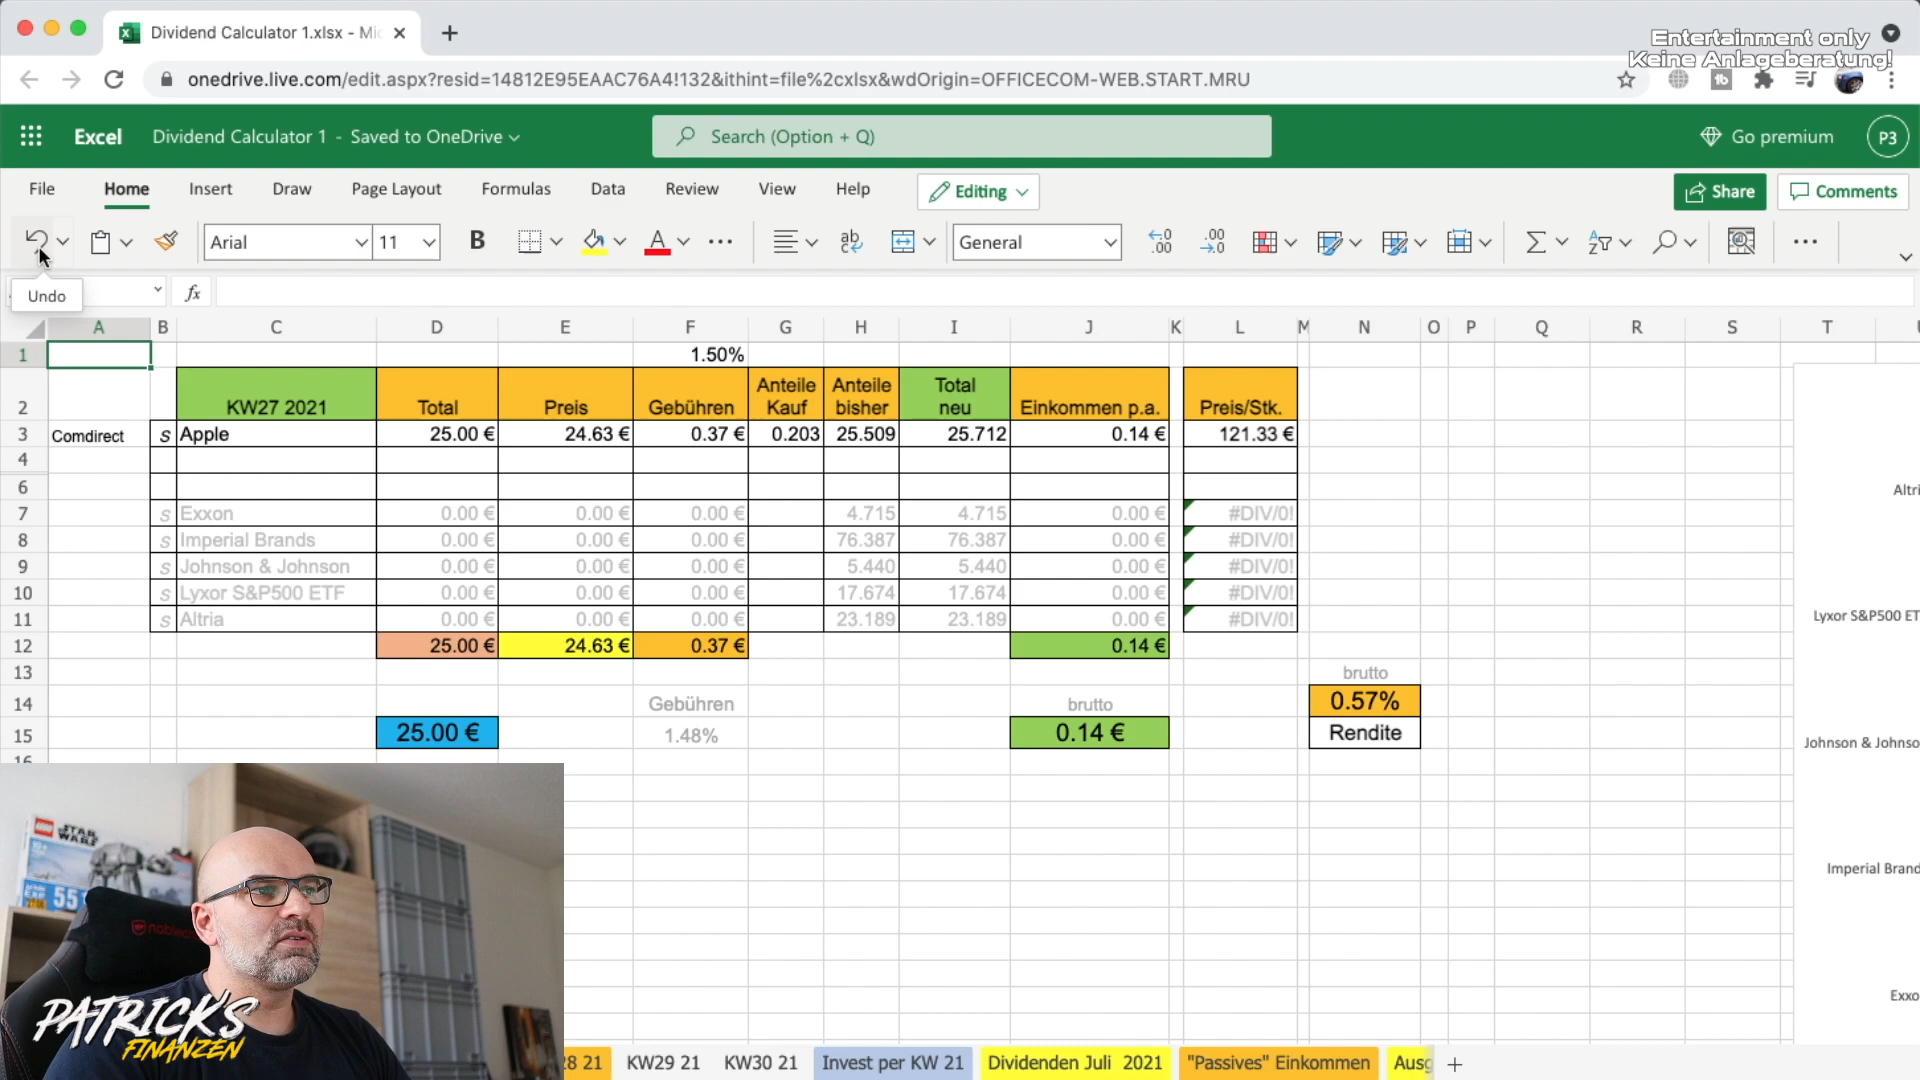 Dividend Calculator 1.xlsx - Mic
Entertainment only
Keine Anlageberatung!
onedrive.live.com/edit.aspx?resid=14812E95EAAC76A4!132&ithint=file%2cxlsx&wdOrigin=OFFICECOM-WEB.START.MRU
Excel Dividend Calculator 1 - Saved to OneDrive Search (Option + Q) Go premium P3
File Home Insert Draw Page Layout Formulas Data Review View Help Editing Share Comments
Arial 11 B A ab c General .00 .00
Undo fx
A B C D E F G H I J K L M N O P Q R S T
1 1.50%
2 KW27 2021 Total Preis Gebühren Anteile Kauf Anteile bisher Total neu Einkommen p.a. Preis/Stk.
3 Comdirect s Apple 25.00 € 24.63 € 0.37 € 0.203 25.509 25.712 0.14 € 121.33 €
4
6
7 s Exxon 0.00 € 0.00 € 0.00 € 4.715 4.715 0.00 € #DIV/0!
8 s Imperial Brands 0.00 € 0.00 € 0.00 € 76.387 76.387 0.00 € #DIV/0!
9 s Johnson & Johnson 0.00 € 0.00 € 0.00 € 5.440 5.440 0.00 € #DIV/0!
10 s Lyxor S&P500 ETF 0.00 € 0.00 € 0.00 € 17.674 17.674 0.00 € #DIV/0!
11 s Altria 0.00 € 0.00 € 0.00 € 23.189 23.189 0.00 € #DIV/0!
12 25.00 € 24.63 € 0.37 € 0.14 €
13 brutto
14 Gebühren brutto 0.57%
15 25.00 € 1.48% 0.14 € Rendite
Altri
Lyxor S&P500 ET
Johnson & Johnso
Imperial Brand
Exxo
LEGO STAR WARS
55
noblec
PATRICK'S
FINANZEN
28 21 KW29 21 KW30 21 Invest per KW 21 Dividenden Juli 2021 "Passives" Einkommen Ausg